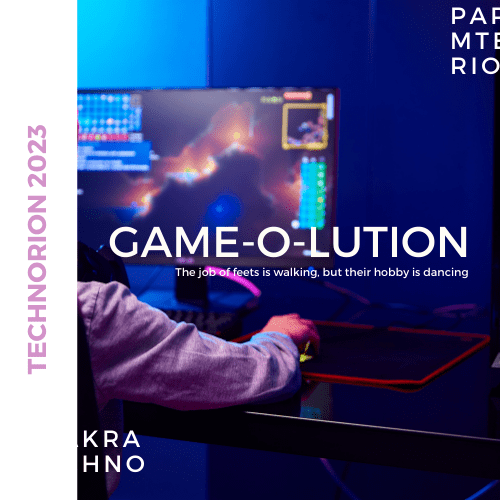 PAR
MTE
RIO
TECHNORION 2023
GAME-O-LUTION
The job of feets is walking, but their hobby is dancing
AKRA
HNO